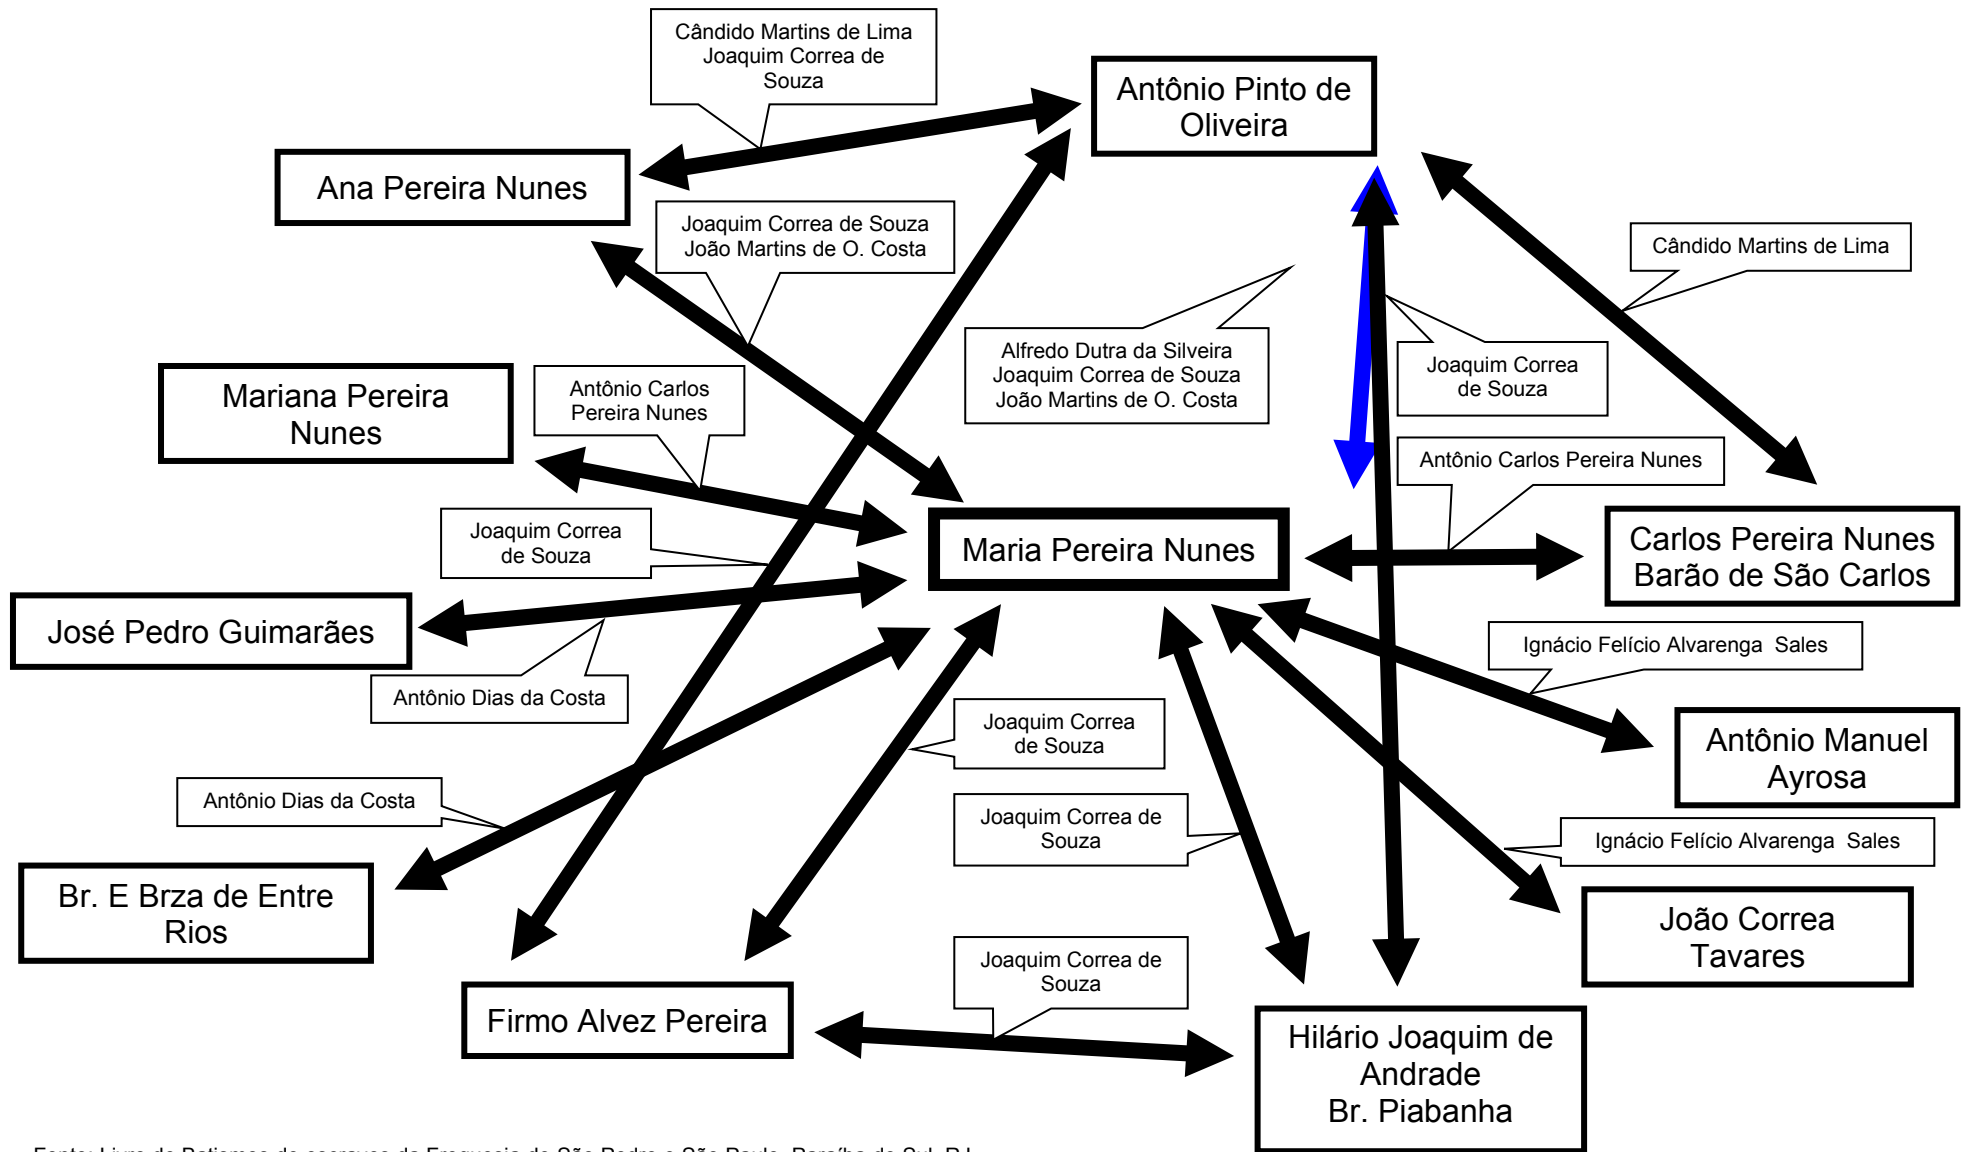 Cândido Martins de Lima
Joaquim Correa de
Souza
Antônio Pinto de
Oliveira
Ana Pereira Nunes
Joaquim Correa de Souza
João Martins de O. Costa
Cândido Martins de Lima
Alfredo Dutra da Silveira
Joaquim Correa de Souza
João Martins de O. Costa
Joaquim Correa
de Souza
Mariana Pereira
Nunes
Antônio Carlos
Pereira Nunes
Antônio Carlos Pereira Nunes
Joaquim Correa
de Souza
Maria Pereira Nunes
Carlos Pereira Nunes
Barão de São Carlos
José Pedro Guimarães
Ignácio Felício Alvarenga  Sales
Antônio Dias da Costa
Joaquim Correa
de Souza
Antônio Manuel
Ayrosa
Antônio Dias da Costa
Joaquim Correa de
Souza
Ignácio Felício Alvarenga  Sales
Br. E Brza de Entre
Rios
João Correa
Tavares
Joaquim Correa de
Souza
Firmo Alvez Pereira
Hilário Joaquim de
Andrade
Br. Piabanha